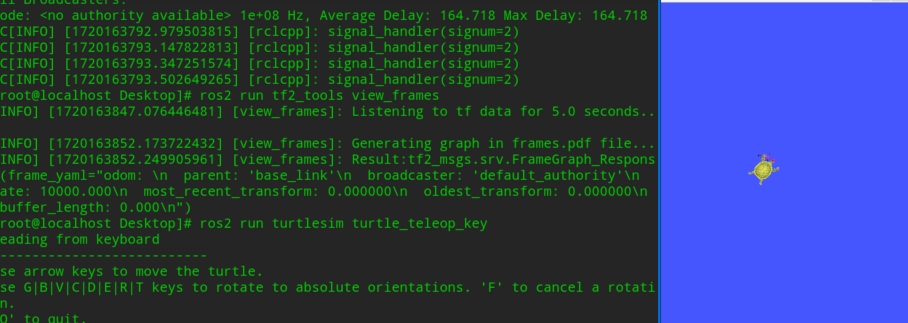 ll Broadcasters:
ode: <no authority available> 1e+08 Hz, Average Delay: 164.718 Max Delay: 164.718
C[INFO] [1720163792.979503815] [rclcpp]: signal_handler(signum=2)
C[INFO] [1720163793.147822813] [rclcpp]: signal_handler(signum=2)
C[INFO] [1720163793.347251574] [rclcpp]: signal_handler(signum=2)
C[INFO] [1720163793.502649265] [rclcpp]: signal_handler(signum=2)
root@localhost Desktop]# ros2 run tf2_tools view_frames
INFO] [1720163847.076446481] [view_frames]: Listening to tf data for 5.0 seconds..
INFO] [1720163852.173722432] [view_frames]: Generating graph in frames.pdf file...
INFO] [1720163852.249905961] [view_frames]: Result:tf2_msgs.srv.FrameGraph_Respons
(frame_yaml="odom: \n  parent: 'base_link'\n  broadcaster: 'default_authority'\n
ate: 10000.000\n  most_recent_transform: 0.000000\n  oldest_transform: 0.000000\n
buffer_length: 0.000\n")
root@localhost Desktop]# ros2 run turtlesim turtle_teleop_key
eading from keyboard
--------------------------
se arrow keys to move the turtle.
se G|B|V|C|D|E|R|T keys to rotate to absolute orientations. 'F' to cancel a rotati
n.
Q' to quit.